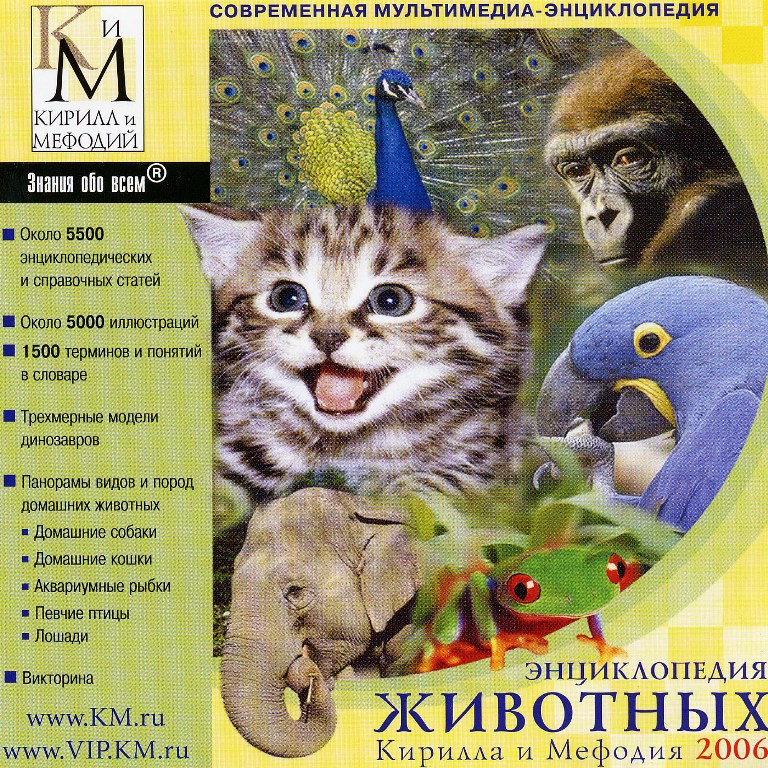 СОВРЕМЕННАЯ МУЛЬТИМЕДИА-ЭНЦИКЛОПЕДИЯ
К и
М
КИРИЛЛ и
МЕФОДИЙ
Знания обо всем®
Около 5500
энциклопедических
и справочных статей
Около 5000 иллюстраций
1500 терминов и понятий
в словаре
Трехмерные модели
динозавров
Панорамы видов и пород
домашних животных
Домашние собаки
Домашние кошки
Аквариумные рыбки
Певчие птицы
Лошади
Викторина
www.KM.ru
www.VIP.KM.ru
ЭНЦИКЛОПЕДИЯ
ЖИВОТНЫХ
Кирилла и Мефодия 2006